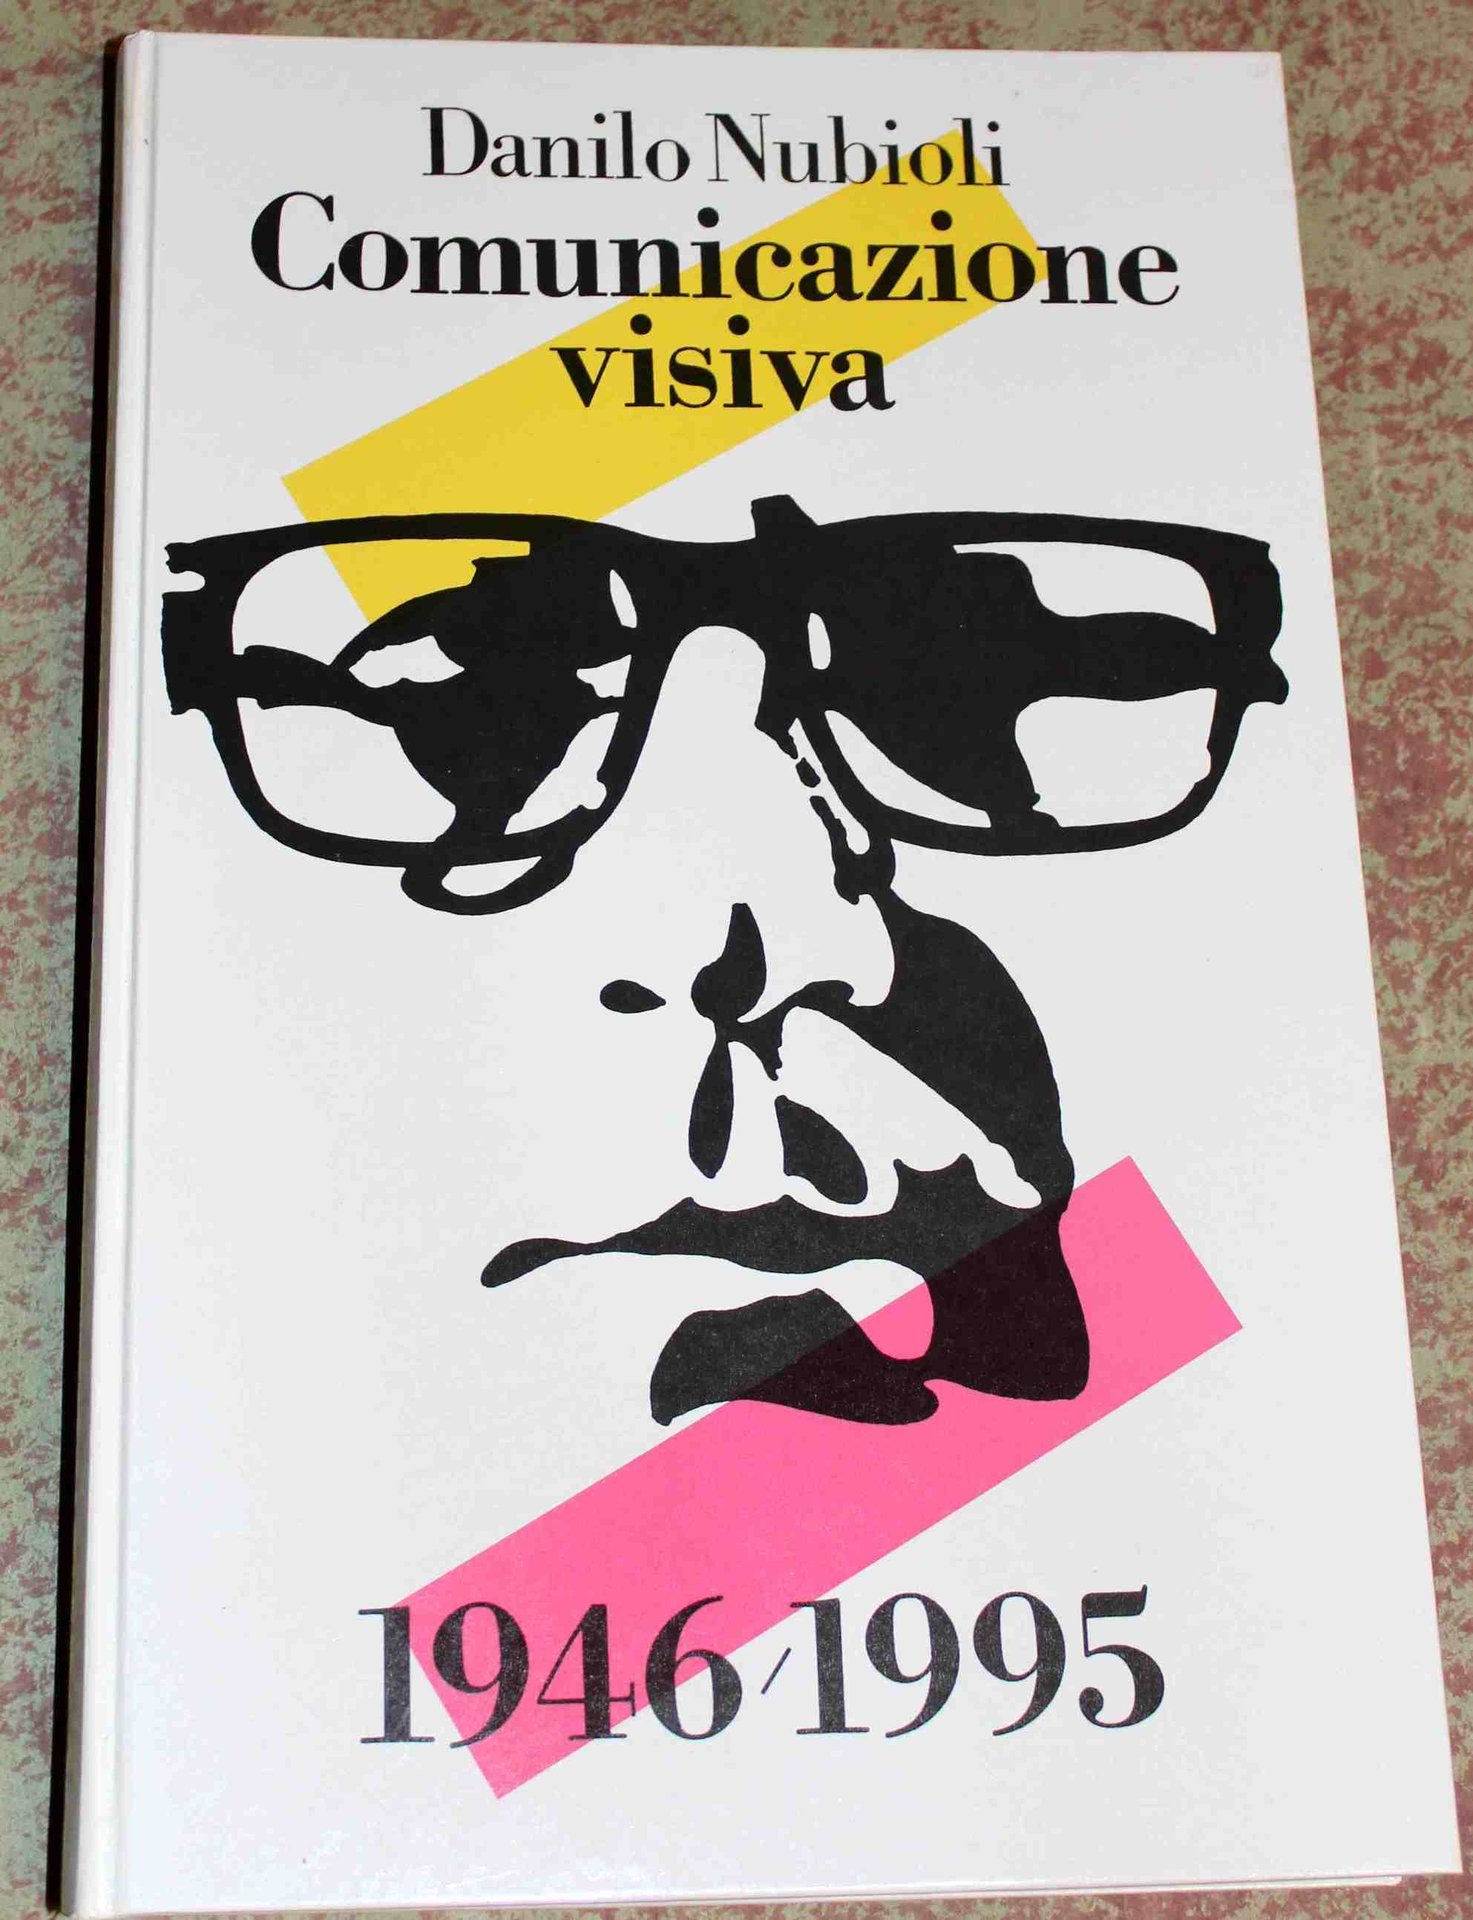 Danilo Nubioli
Comunicazione
visiva
1946/1995